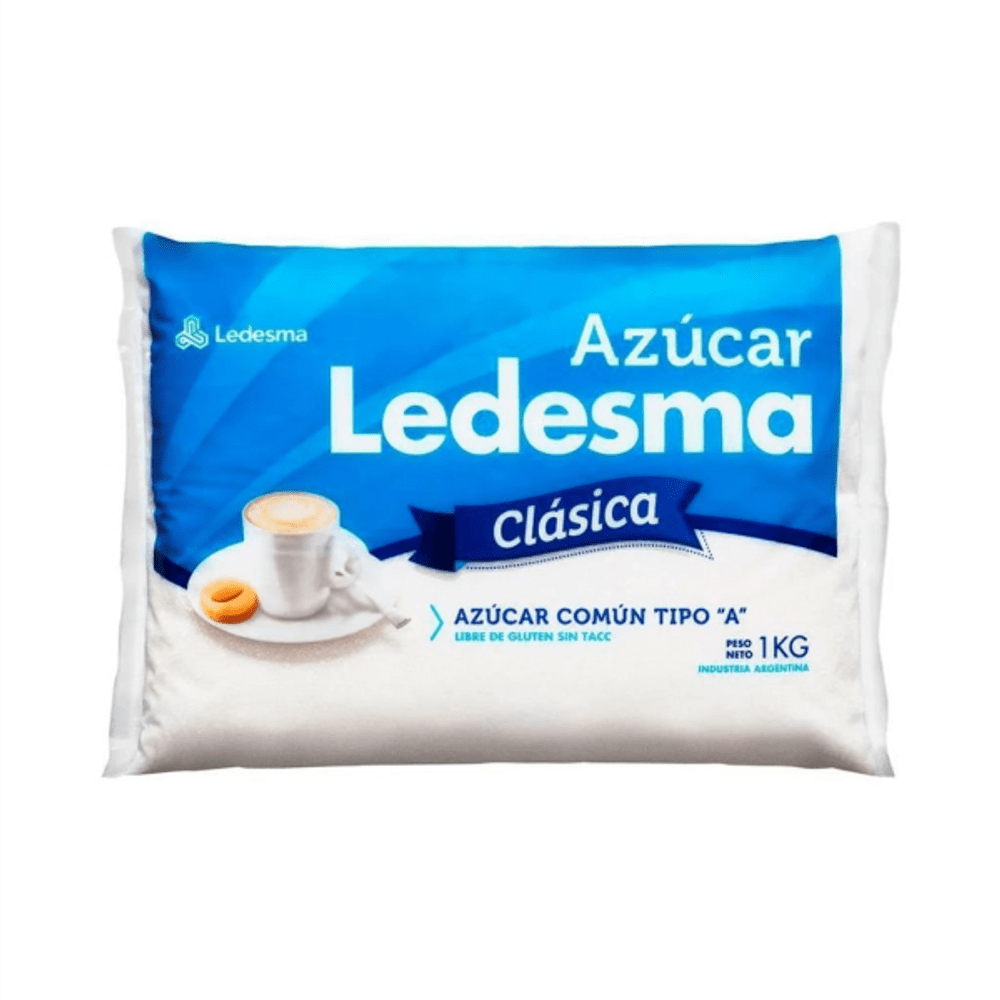 Ledesma
Azúcar
Ledesma
Clásica
AZÚCAR COMÚN TIPO "A"
LIBRE DE GLUTEN SIN TACC
PESO NETO 1KG
INDUSTRIA ARGENTINA